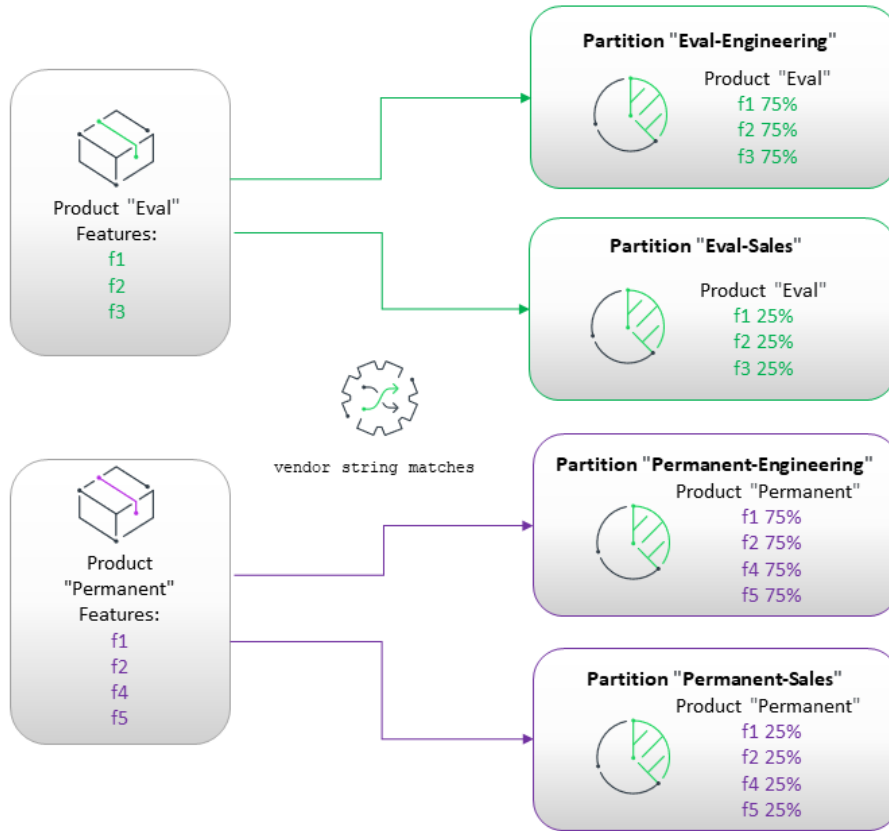 Product "Eval"
Features:
f1
f2
f3
Partition "Eval-Engineering"
Product "Eval"
f1 75%
f2 75%
f3 75%
Partition "Eval-Sales"
Product "Eval"
f1 25%
f2 25%
f3 25%
vendor string matches
Product
"Permanent"
Features:
f1
f2
f4
f5
Partition "Permanent-Engineering"
Product "Permanent"
f1 75%
f2 75%
f4 75%
f5 75%
Partition "Permanent-Sales"
Product "Permanent"
f1 25%
f2 25%
f4 25%
f5 25%